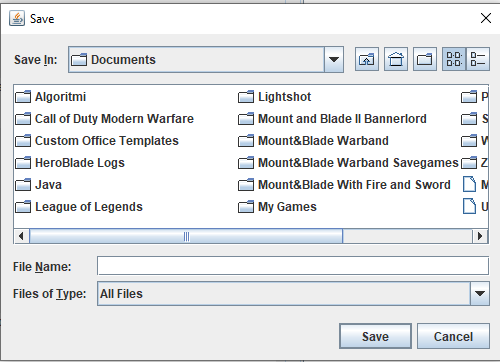 Save
Save In: Documents
Algoritmi
Call of Duty Modern Warfare
Custom Office Templates
HeroBlade Logs
Java
League of Legends
Lightshot
Mount and Blade II Bannerlord
Mount&Blade Warband
Mount&Blade Warband Savegames
Mount&Blade With Fire and Sword
My Games
File Name:
Files of Type: All Files
Save Cancel